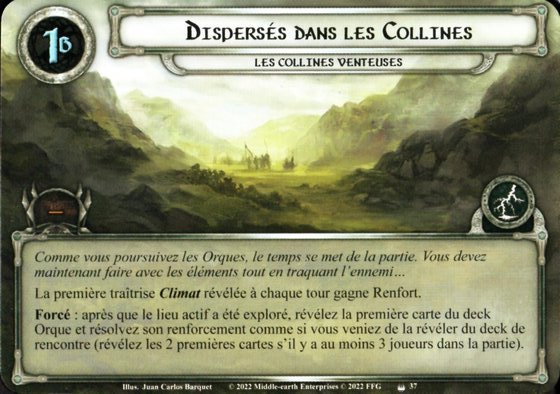 1B
Dispersés dans les Collines
Les Collines Venteuses
–
Comme vous poursuivez les Orques, le temps se met de la partie. Vous devez
maintenant faire avec les éléments tout en traquant l'ennemi…
La première traîtrise Climat révélée à chaque tour gagne Renfort.
Forcé : après que le lieu actif a été exploré, révélez la première carte du deck
Orque et résolvez son renforcement comme si vous veniez de la révéler du deck de
rencontre (révélez les 2 premières cartes s'il y a au moins 3 joueurs dans la partie).
Illus. Juan Carlos Barquet © 2022 Middle-earth Enterprises © 2022 FFG 37